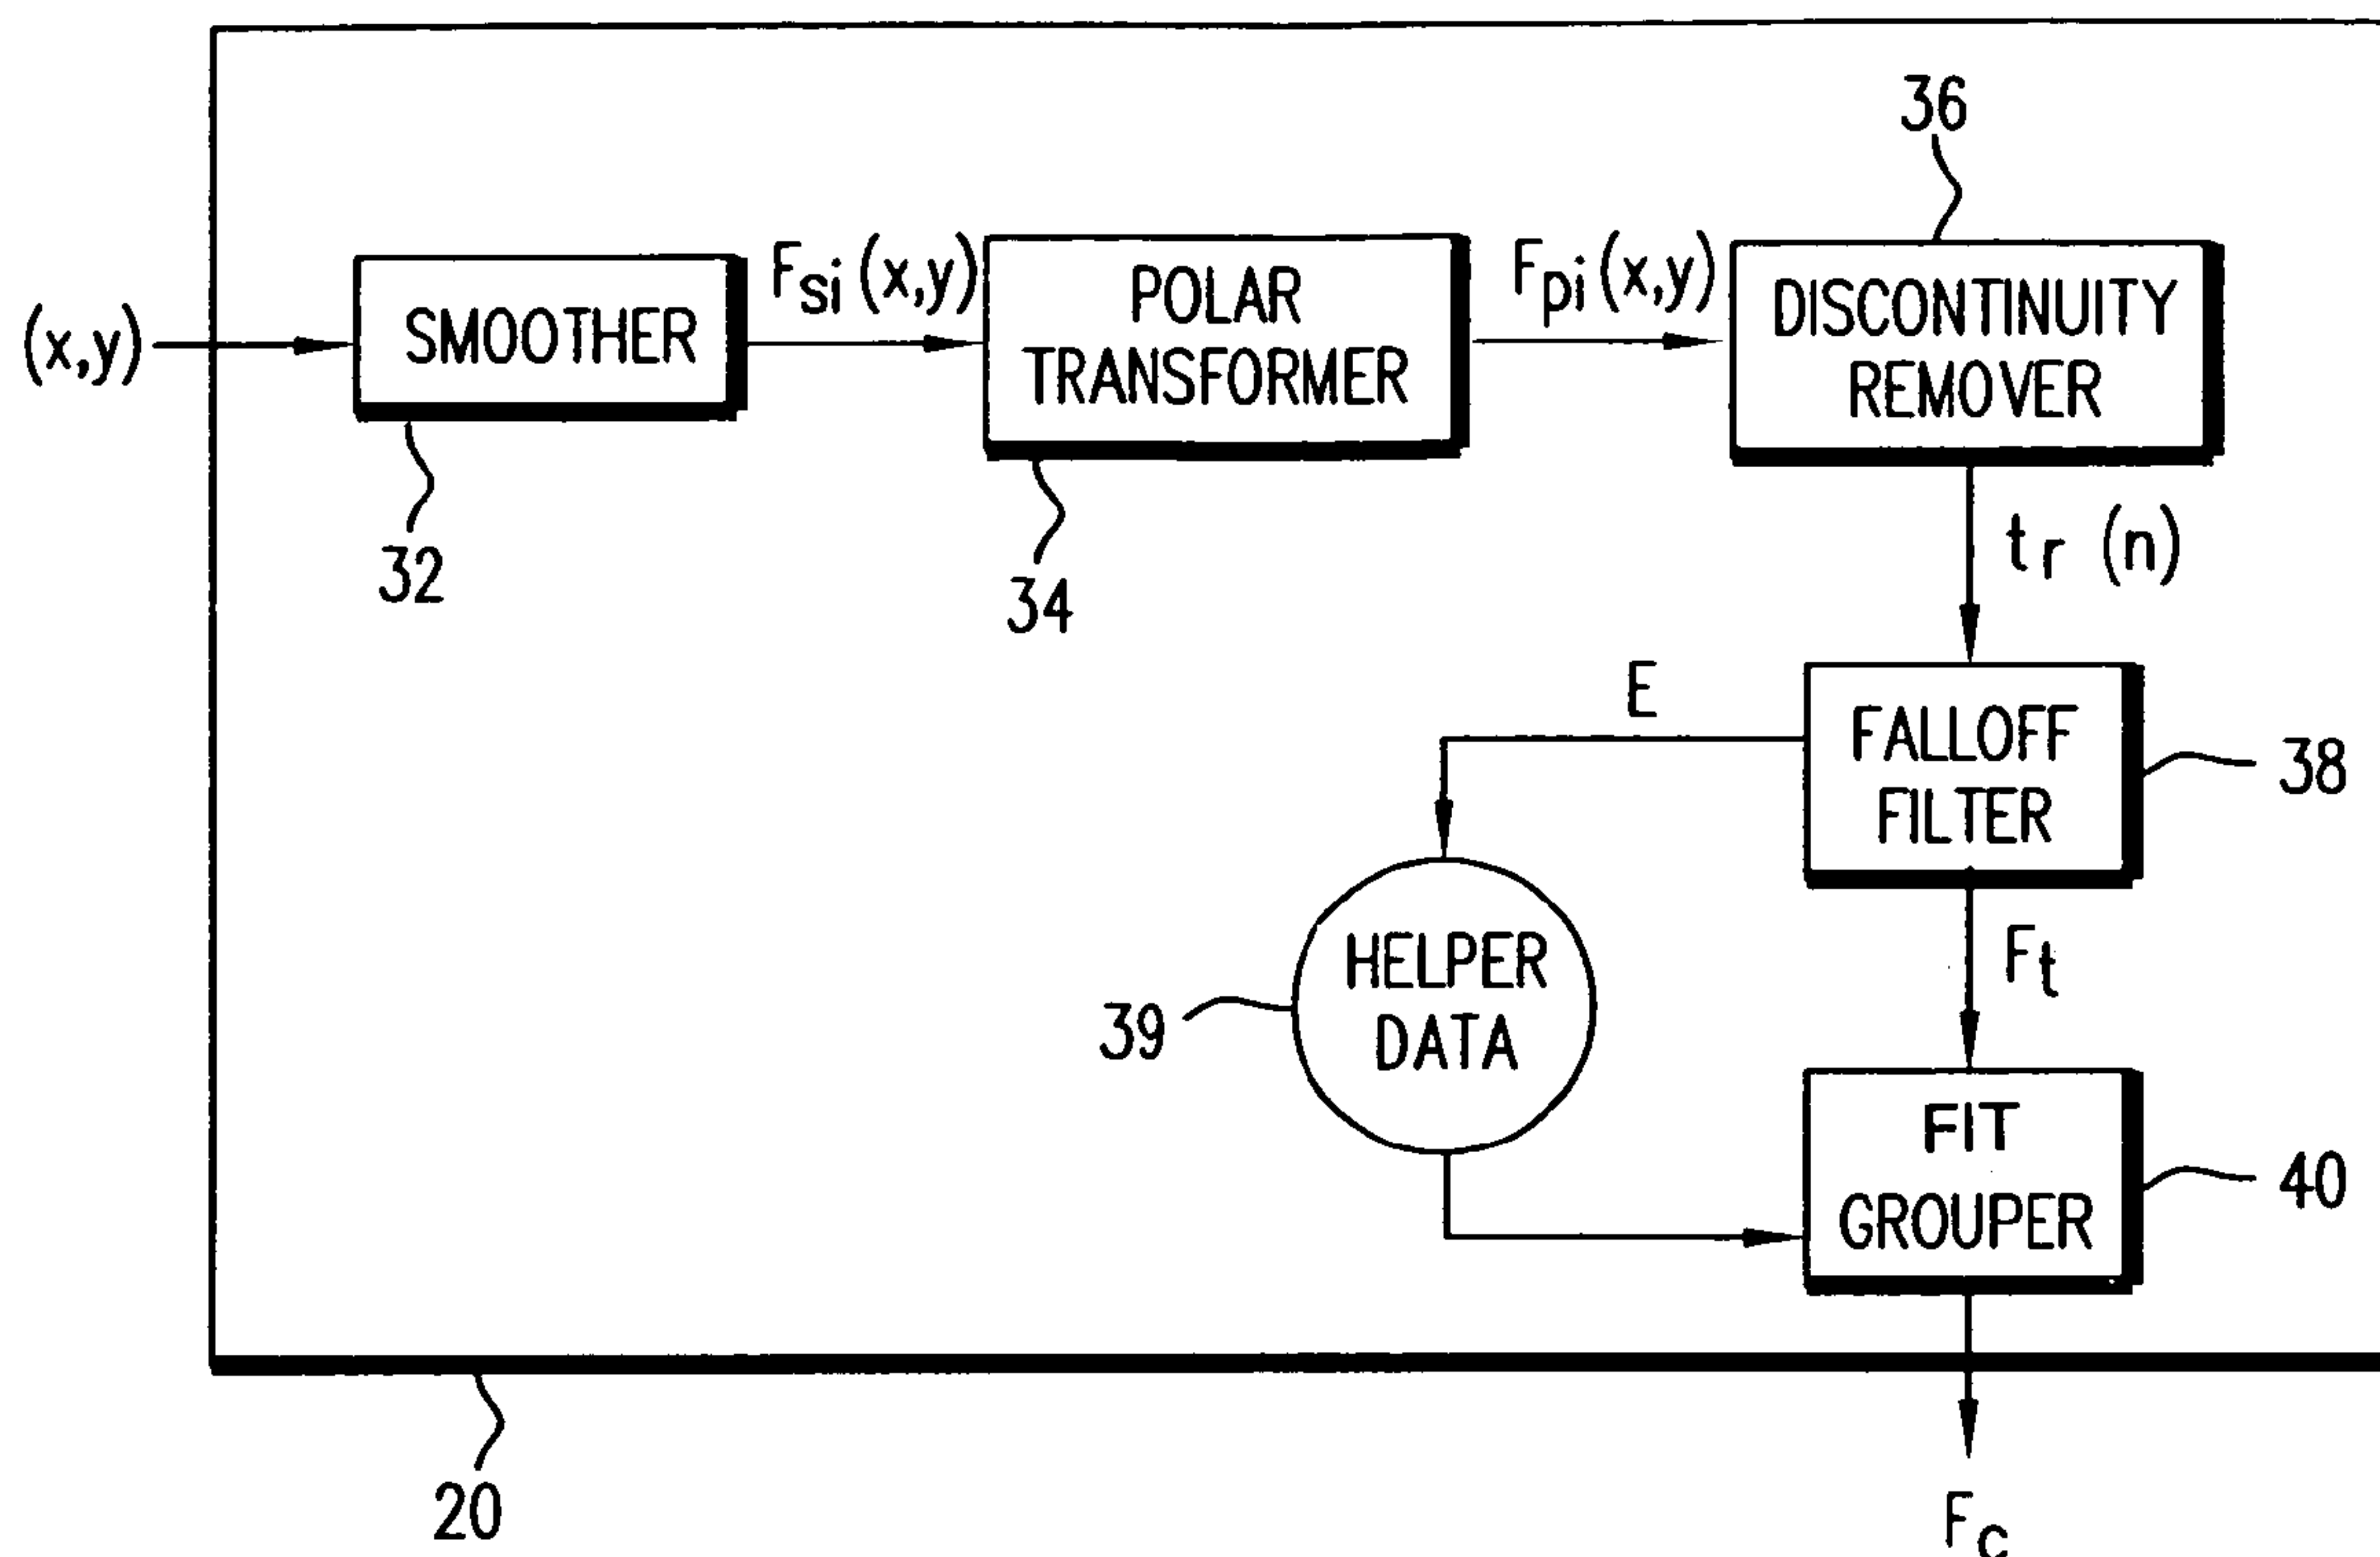 36
(x,y)
SMOOTHER
Fsi (x,y)
POLAR
TRANSFORMER
Fpi (x,y)
DISCONTINUITY
REMOVER
32
34
tr (n)
E
FALLOFF
FILTER
38
HELPER
DATA
39
Ft
FIT
GROUPER
40
20
Fc